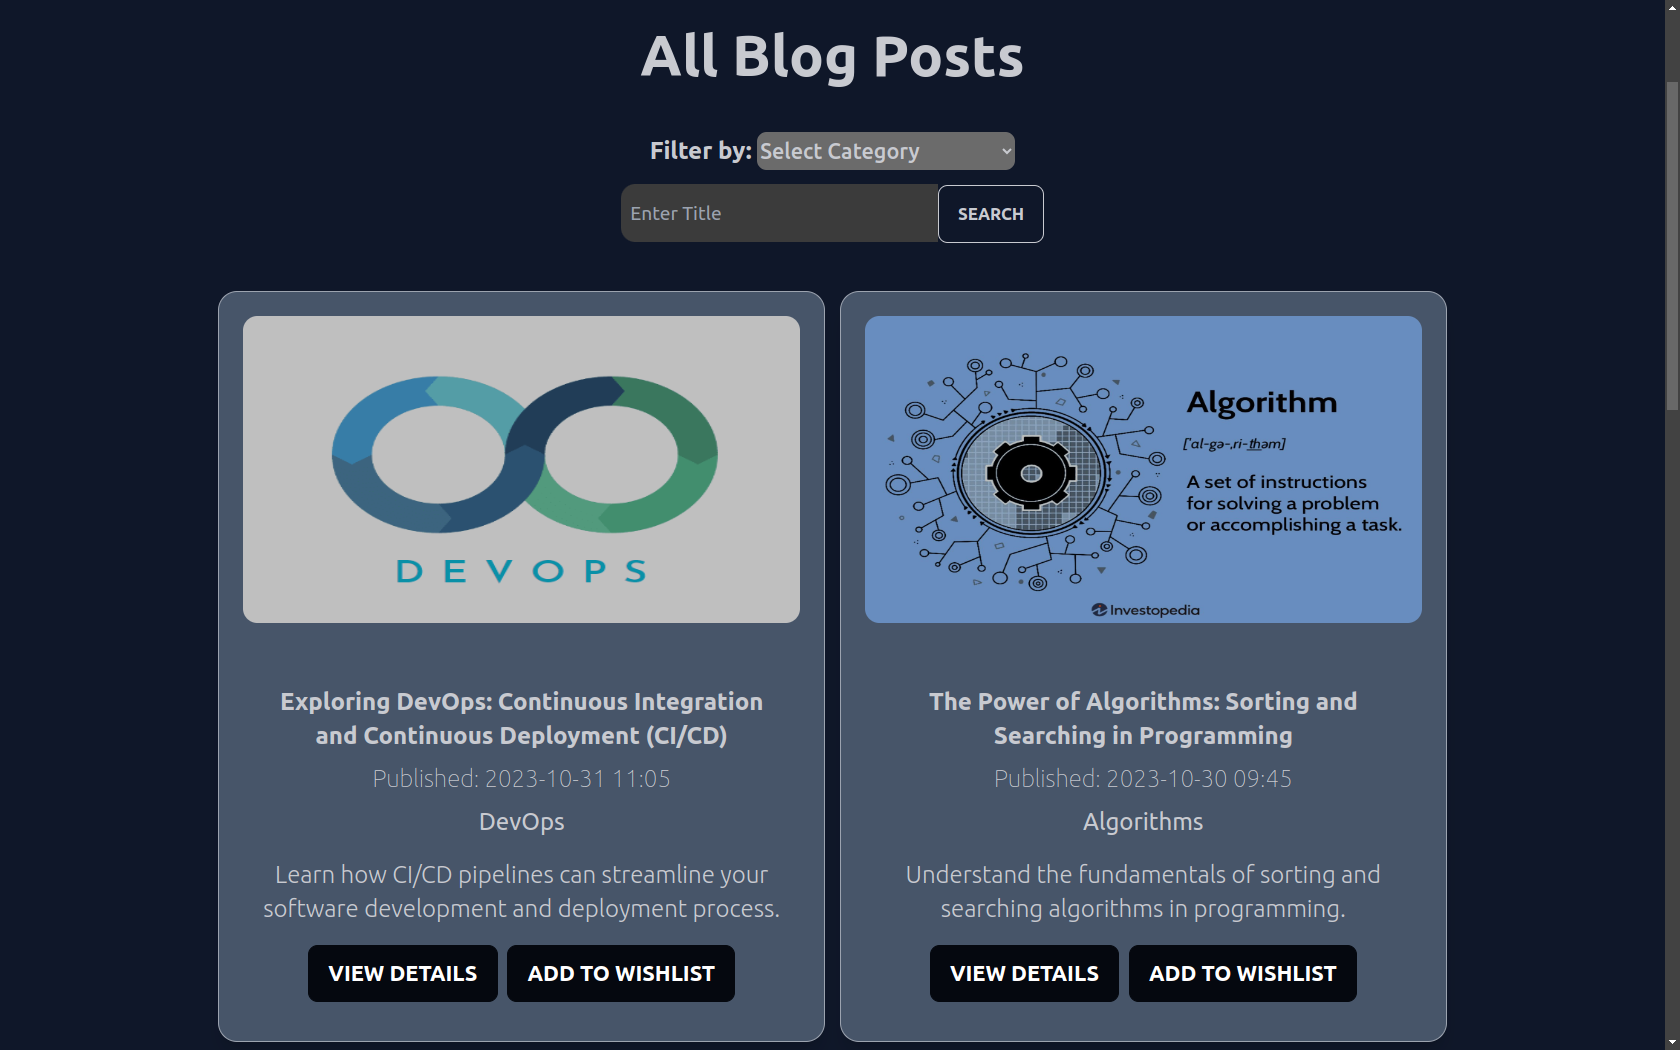 All Blog Posts
Filter by: Select Category
Enter Title
SEARCH
DEVOPS
Exploring DevOps: Continuous Integration
and Continuous Deployment (CI/CD)
Published: 2023-10-31 11:05
DevOps
Learn how CI/CD pipelines can streamline your
software development and deployment process.
VIEW DETAILS
ADD TO WISHLIST
Algorithm
['al-gə-ˌri-t͟həm]
A set of instructions
for solving a problem
or accomplishing a task.
Investopedia
The Power of Algorithms: Sorting and
Searching in Programming
Published: 2023-10-30 09:45
Algorithms
Understand the fundamentals of sorting and
searching algorithms in programming.
VIEW DETAILS
ADD TO WISHLIST